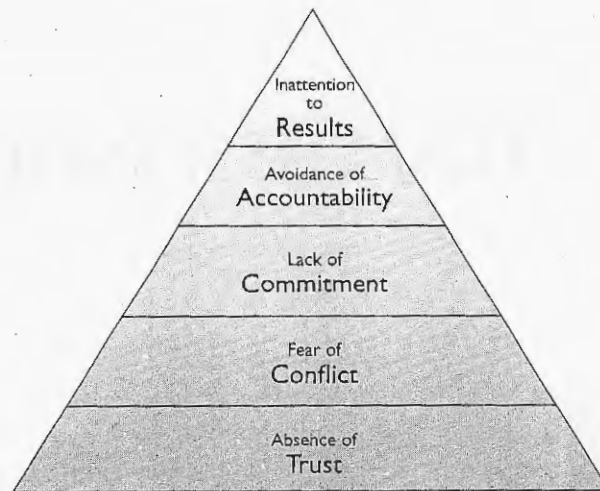 Inattention
to
Results
Avoidance of
Accountability
Lack of
Commitment
Fear of
Conflict
Absence of
Trust